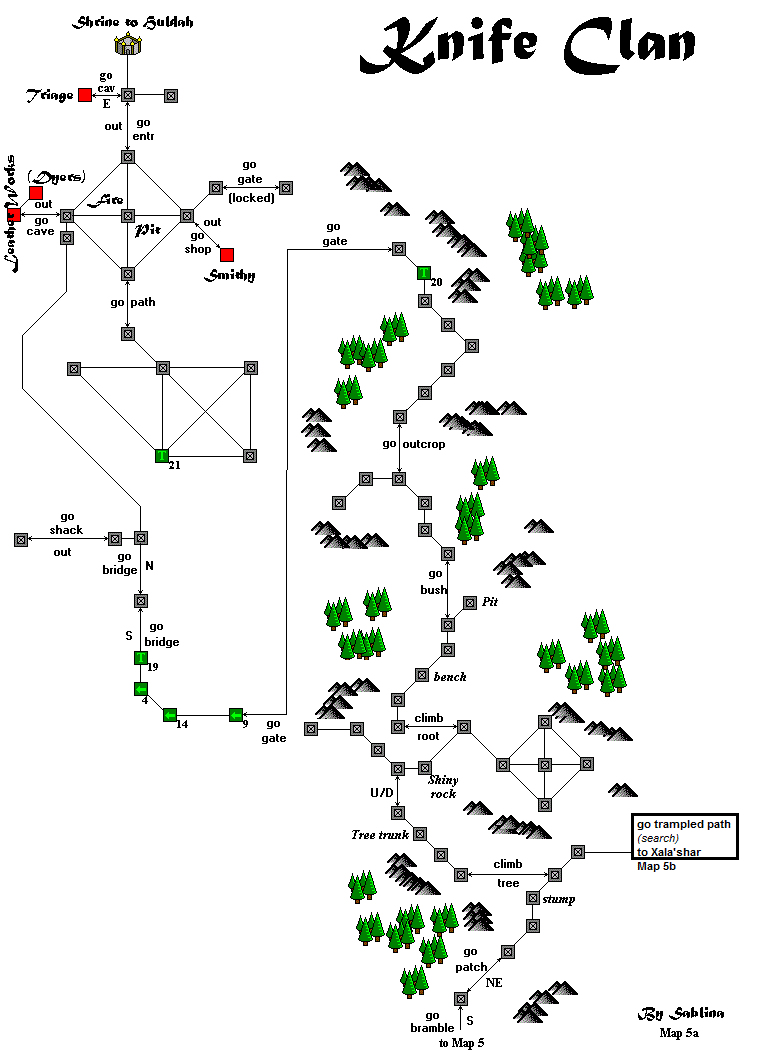 Knife Clan
Shrine to Huldah
Triage
go
cav
E
out
go
entr
Leather Works
(Dyers)
out
go
cave
Fire
Pit
go
gate
(locked)
out
go
shop
Smithy
go path
21
go
shack
out
go
bridge
N
S
go
bridge
19
4
14
9
go
gate
go
gate
T
20
go outcrop
go
bush
Pit
bench
climb
root
Shiny
rock
U/D
Tree trunk
climb
tree
go trampled path
(search)
to Xala'shar
Map 5b
stump
go
patch
NE
go
bramble
S
to Map 5
T
T
By Sablina
Map 5a